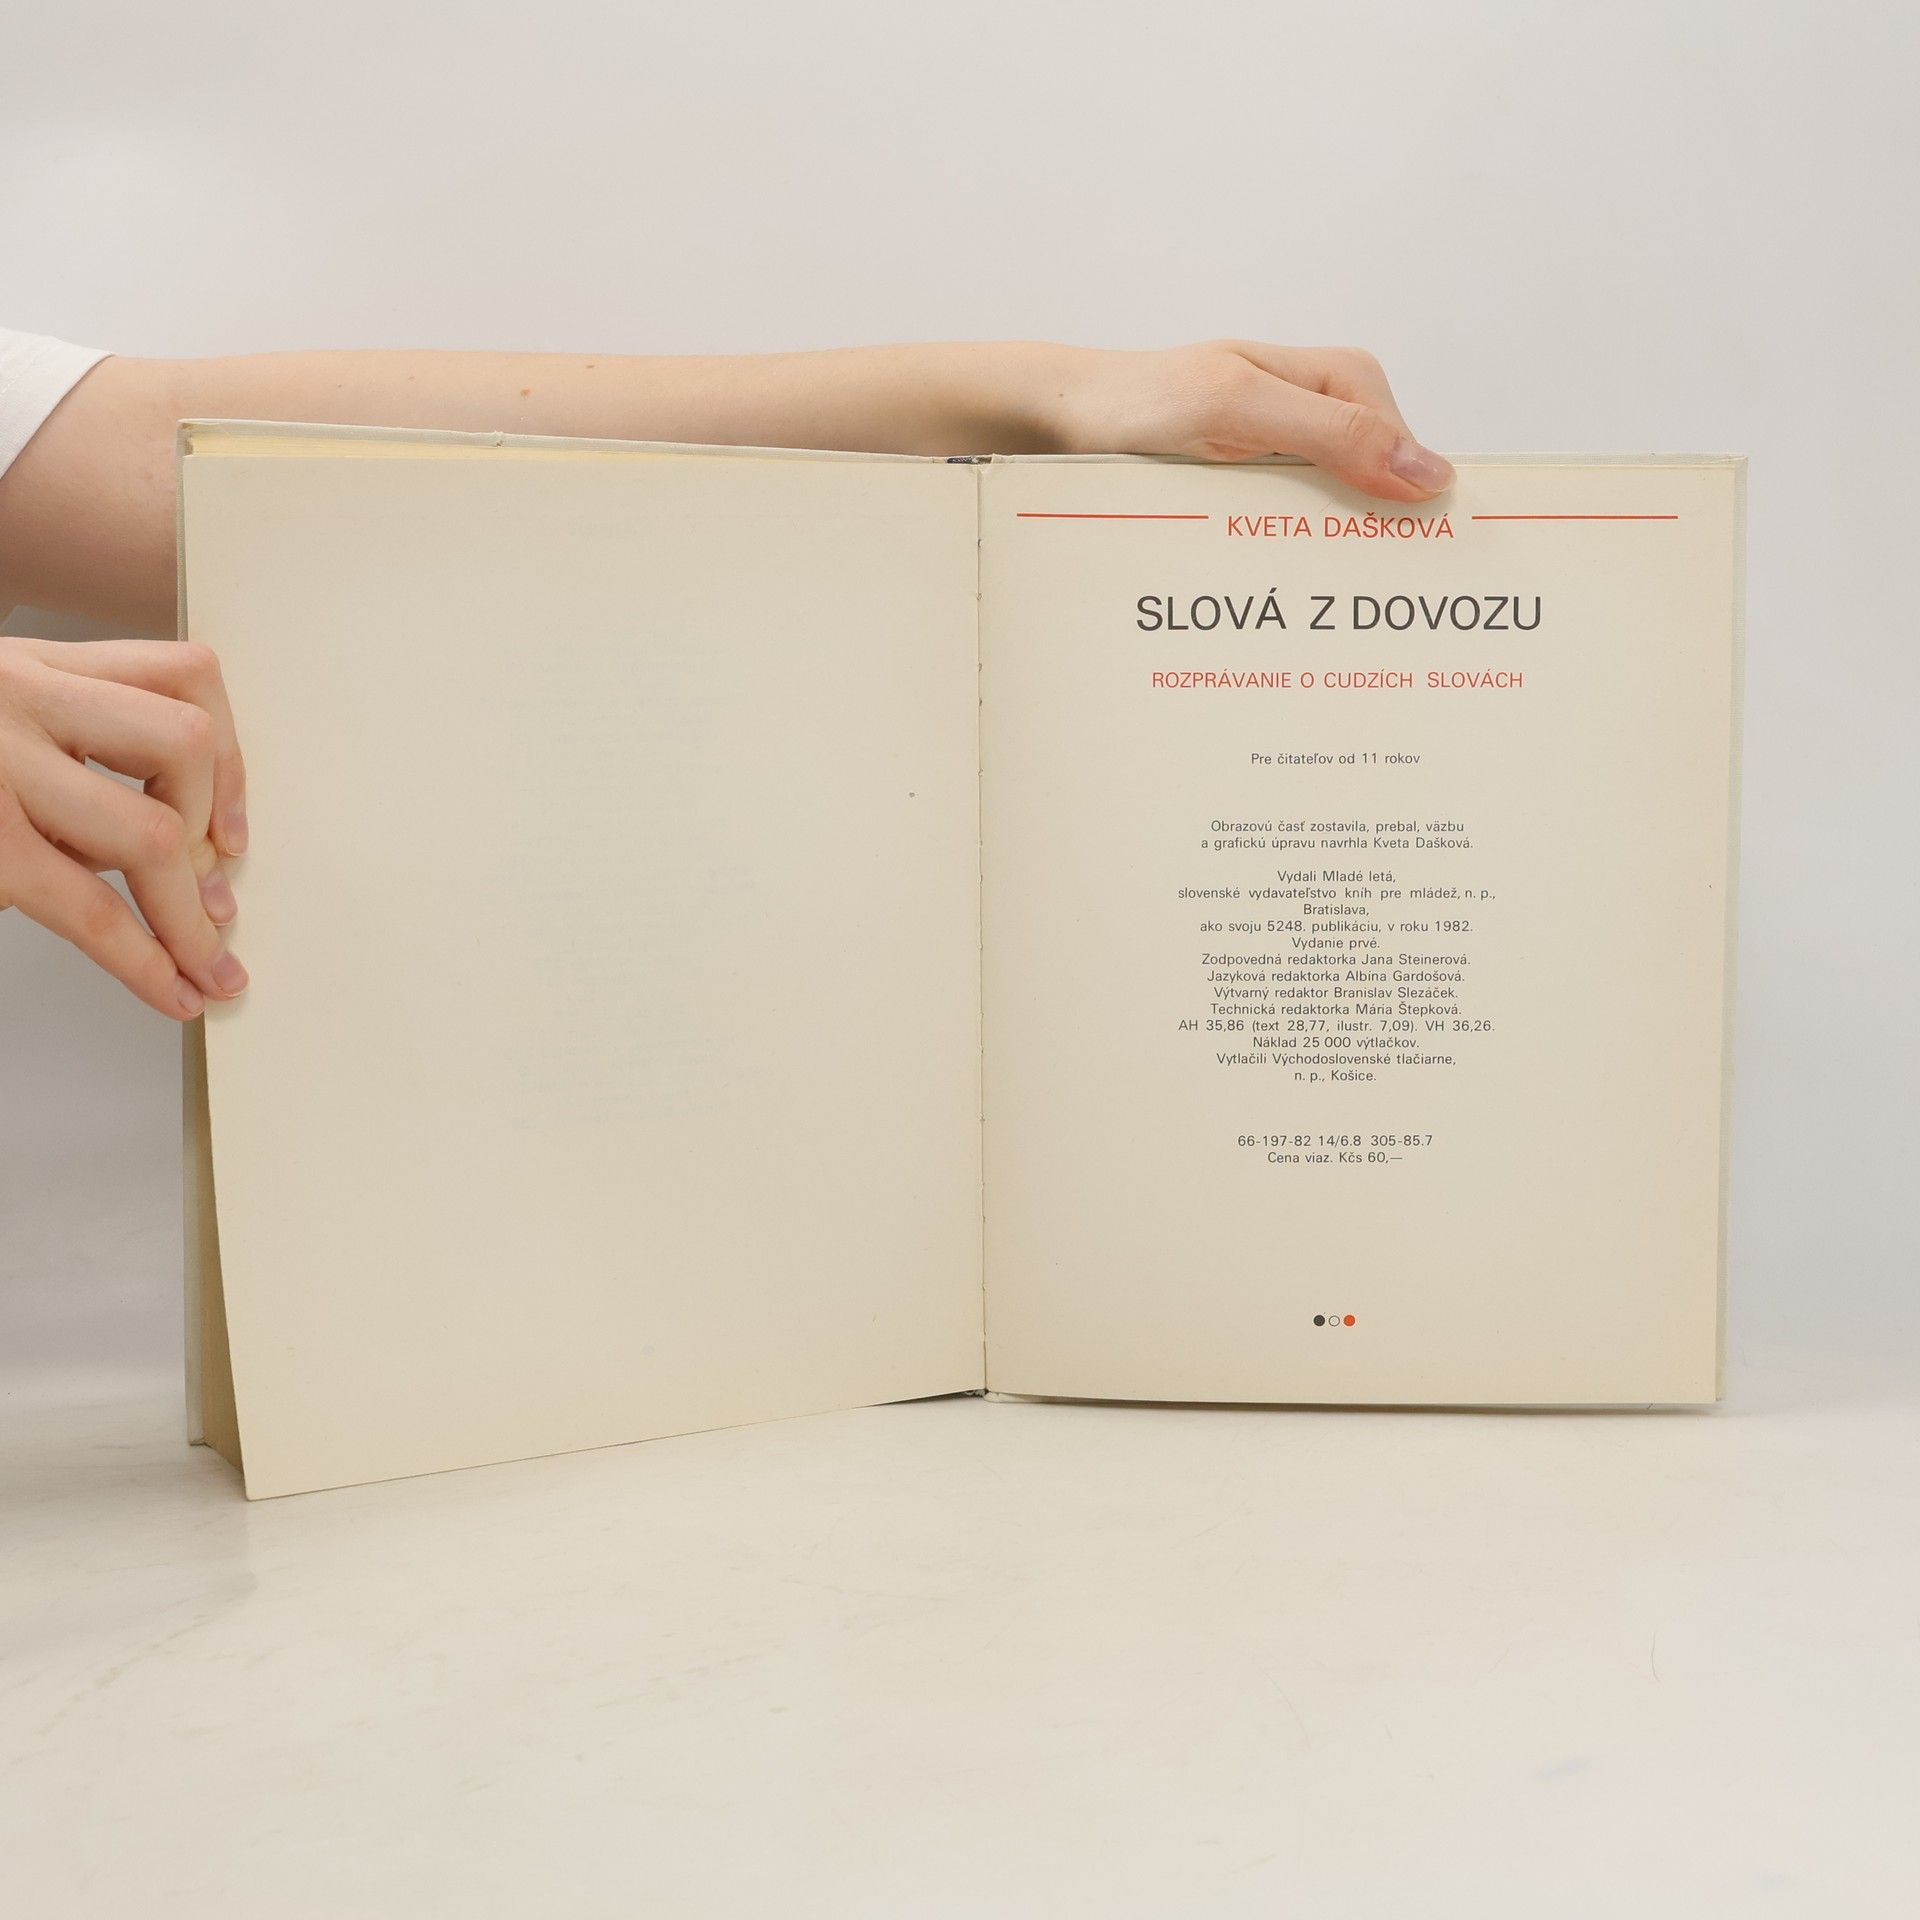 KVETA DAŠKOVÁ
SLOVÁ Z DOVOZU
ROZPRÁVANIE O CUDZÍCH SLOVÁCH
Pre čitateľov od 11 rokov
Obrazovú časť zostavila, prebal, väzbu
a grafickú úpravu navrhla Kveta Dašková.
Vydali Mladé letá,
slovenské vydavateľstvo kníh pre mládež, n. p.,
Bratislava,
ako svoju 5248. publikáciu, v roku 1982.
Vydanie prvé.
Zodpovedná redaktorka Jana Steinerová.
Jazyková redaktorka Albína Gardošová.
Výtvarný redaktor Branislav Slezáček.
Technická redaktorka Mária Štepková.
AH 35,86 (text 28,77, ilustr. 7,09). VH 36,26.
Náklad 25 000 výtlačkov.
Vytlačili Východoslovenské tlačiarne,
n. p., Košice.
66-197-82 14/6.8 305-85.7
Cena viaz. Kčs 60,—